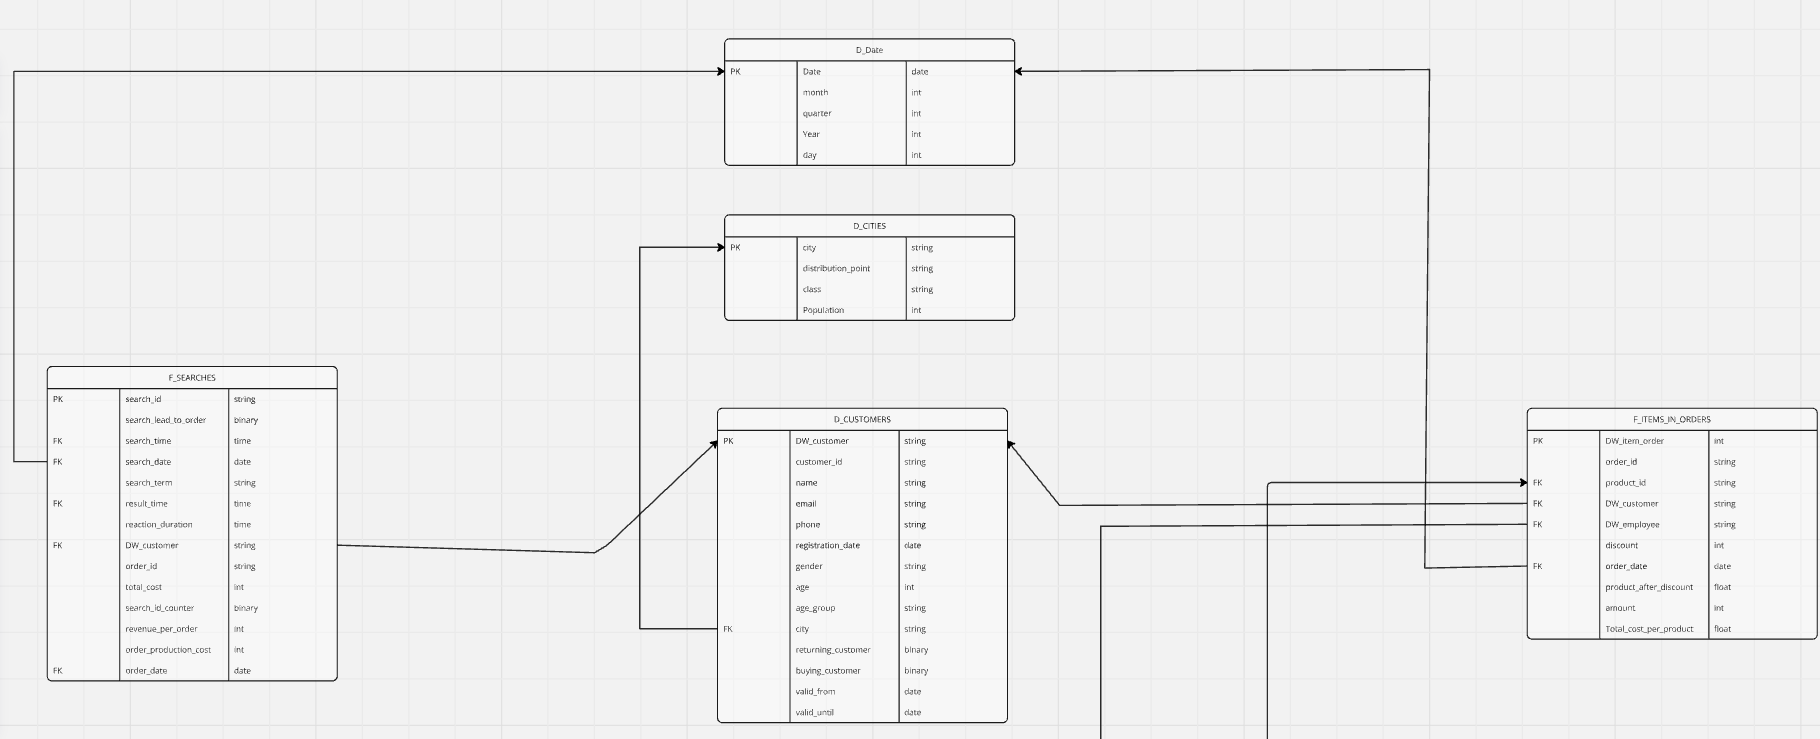 D_Date
PK Date date
month int
quarter int
Year int
day int
D_CITIES
PK city string
distribution_point string
class string
Population int
F_SEARCHES
PK search_id string
search_lead_to_order binary
FK search_time time
FK search_date date
search_term string
FK result_time time
reaction_duration time
FK DW_customer string
order_id string
total_cost int
search_id_counter binary
revenue_per_order int
order_production_cost int
FK order_date date
D_CUSTOMERS
PK DW_customer string
customer_id string
name string
email string
phone string
registration_date date
gender string
age int
age_group string
FK city string
returning_customer binary
buying_customer binary
valid_from date
valid_until date
F_ITEMS_IN_ORDERS
PK DW_item_order int
order_id string
FK product_id string
FK DW_customer string
FK DW_employee string
discount int
FK order_date date
product_after_discount float
amount int
Total_cost_per_product float